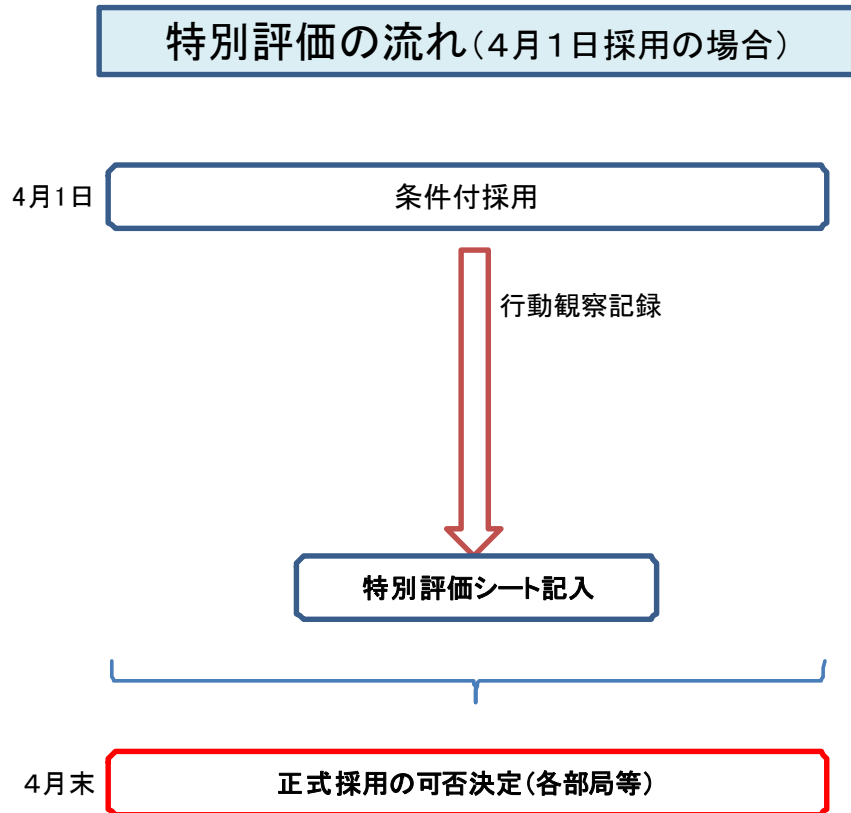 特別評価の流れ（4月1日採用の場合）
4月1日
条件付採用
行動観察記録
特別評価シート記入
4月末
正式採用の可否決定（各部局等）